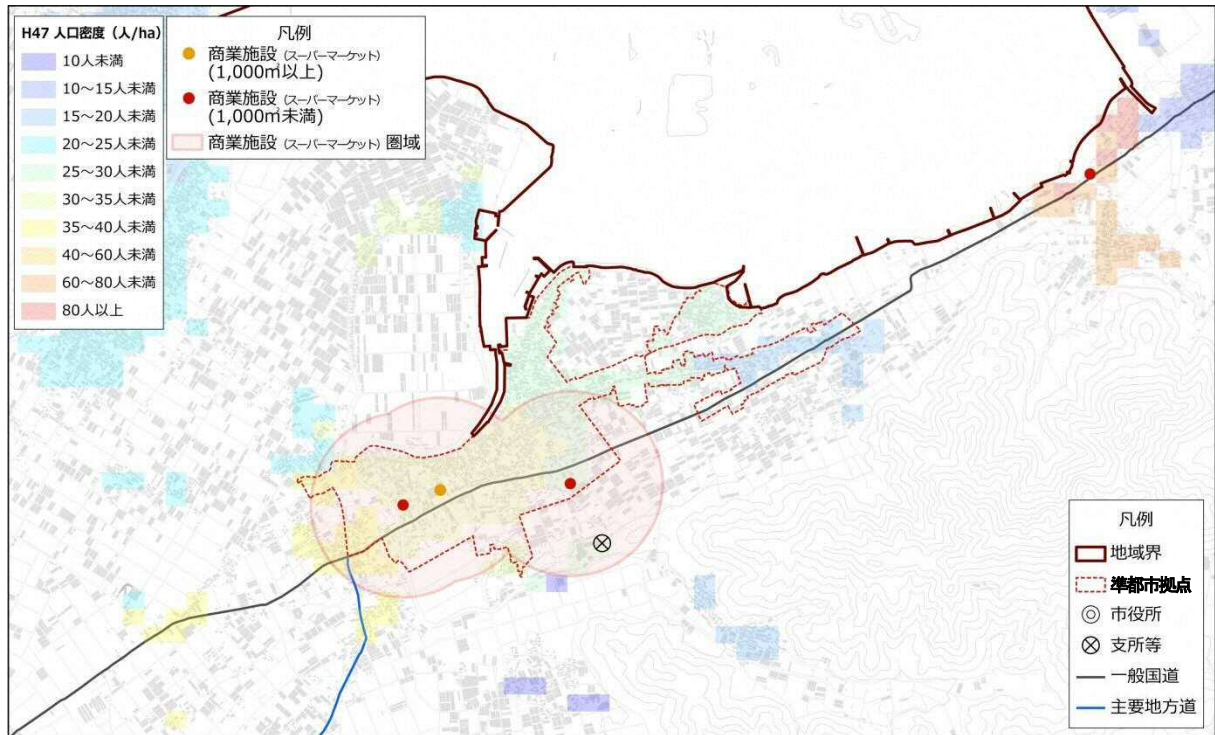 H47 人口密度（人/ha）
10人未満
10～15人未満
15～20人未満
20～25人未満
25～30人未満
30～35人未満
35～40人未満
40～60人未満
60～80人未満
80人以上
凡例
商業施設（スーパーマーケット）
(1,000㎡以上)
商業施設（スーパーマーケット）
(1,000㎡未満)
商業施設（スーパーマーケット）圏域
凡例
地域界
準都市拠点
市役所
支所等
一般国道
主要地方道